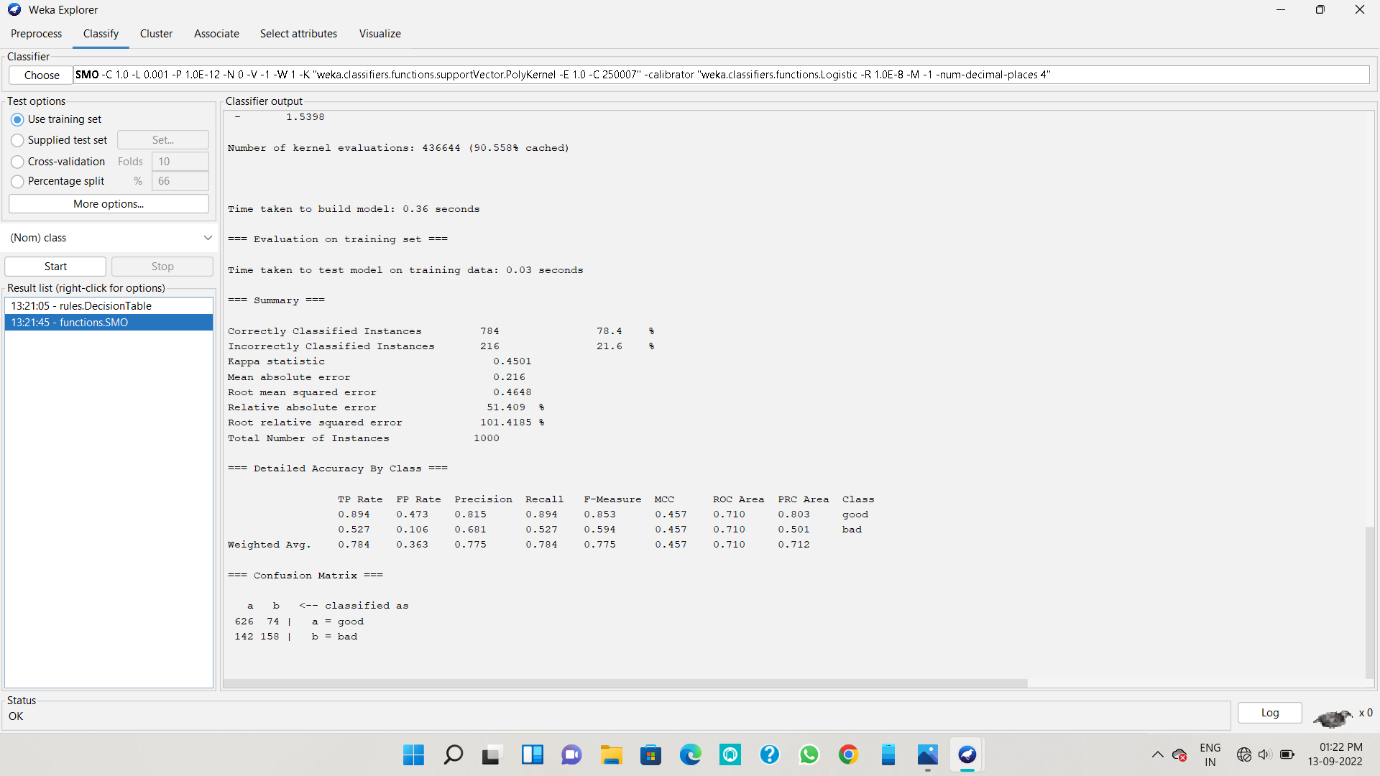 Weka Explorer
Preprocess Classify Cluster Associate Select attributes Visualize
Classifier
Choose SMO -C 1.0 -L 0.001 -P 1.0E-12 -N 0 -V -1 -W 1 -K "weka.classifiers.functions.supportVector.PolyKernel -E 1.0 -C 250007" -calibrator "weka.classifiers.functions.Logistic -R 1.0E-8 -M -1 -num-decimal-places 4"
Test options
Use training set
Supplied test set Set...
Cross-validation Folds 10
Percentage split % 66
More options...
(Nom) class
Start Stop
Result list (right-click for options)
13:21:05 - rules.DecisionTable
13:21:45 - functions.SMO
Classifier output
- 1.5398
Number of kernel evaluations: 436644 (90.558% cached)
Time taken to build model: 0.36 seconds
=== Evaluation on training set ===
Time taken to test model on training data: 0.03 seconds
=== Summary ===
Correctly Classified Instances 784 78.4 %
Incorrectly Classified Instances 216 21.6 %
Kappa statistic 0.4501
Mean absolute error 0.216
Root mean squared error 0.4648
Relative absolute error 51.409 %
Root relative squared error 101.4185 %
Total Number of Instances 1000
=== Detailed Accuracy By Class ===
TP Rate FP Rate Precision Recall F-Measure MCC ROC Area PRC Area Class
0.894 0.473 0.815 0.894 0.853 0.457 0.710 0.803 good
0.527 0.106 0.681 0.527 0.594 0.457 0.710 0.501 bad
Weighted Avg. 0.784 0.363 0.775 0.784 0.775 0.457 0.710 0.712
=== Confusion Matrix ===
a b <-- classified as
626 74 | a = good
142 158 | b = bad
Status
OK
Log x 0
ENG
IN
01:22 PM
13-09-2022